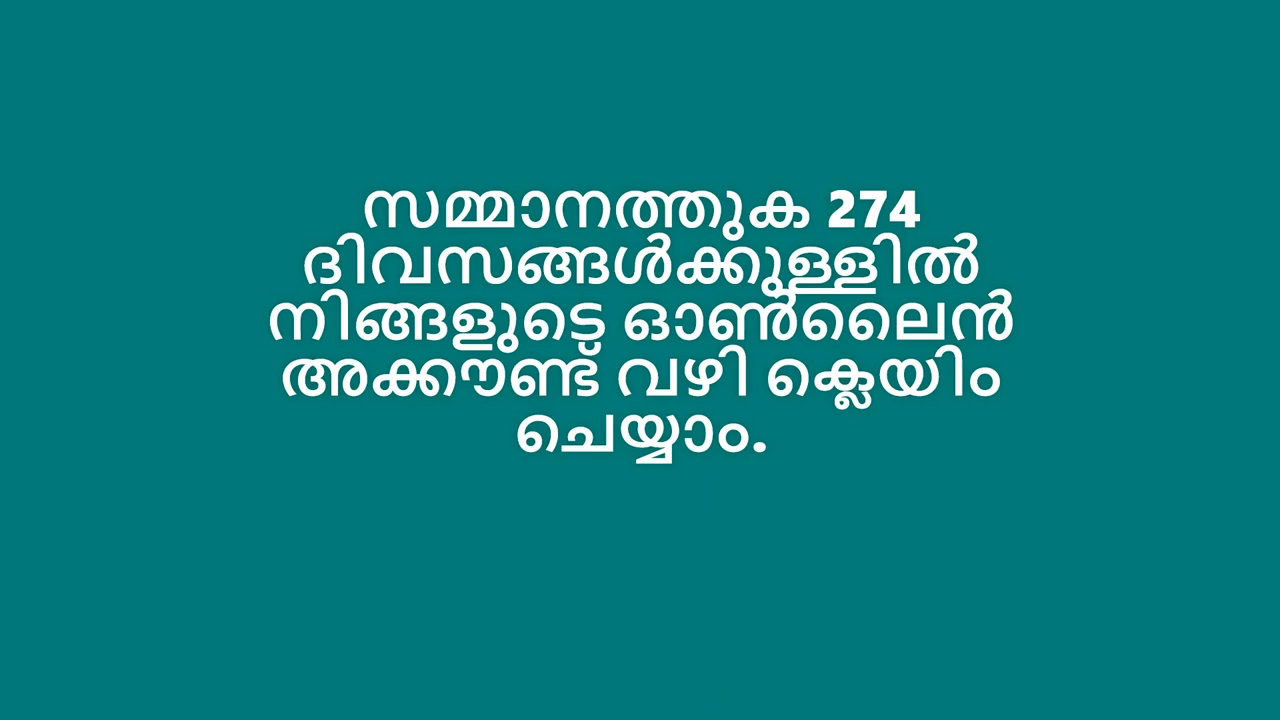 സമ്മാനത്തുക 274
ദിവസങ്ങൾക്കുള്ളിൽ
നിങ്ങളുടെ ഓൺലൈൻ
അക്കൗണ്ട് വഴി ക്ലെയിം
ചെയ്യാം.